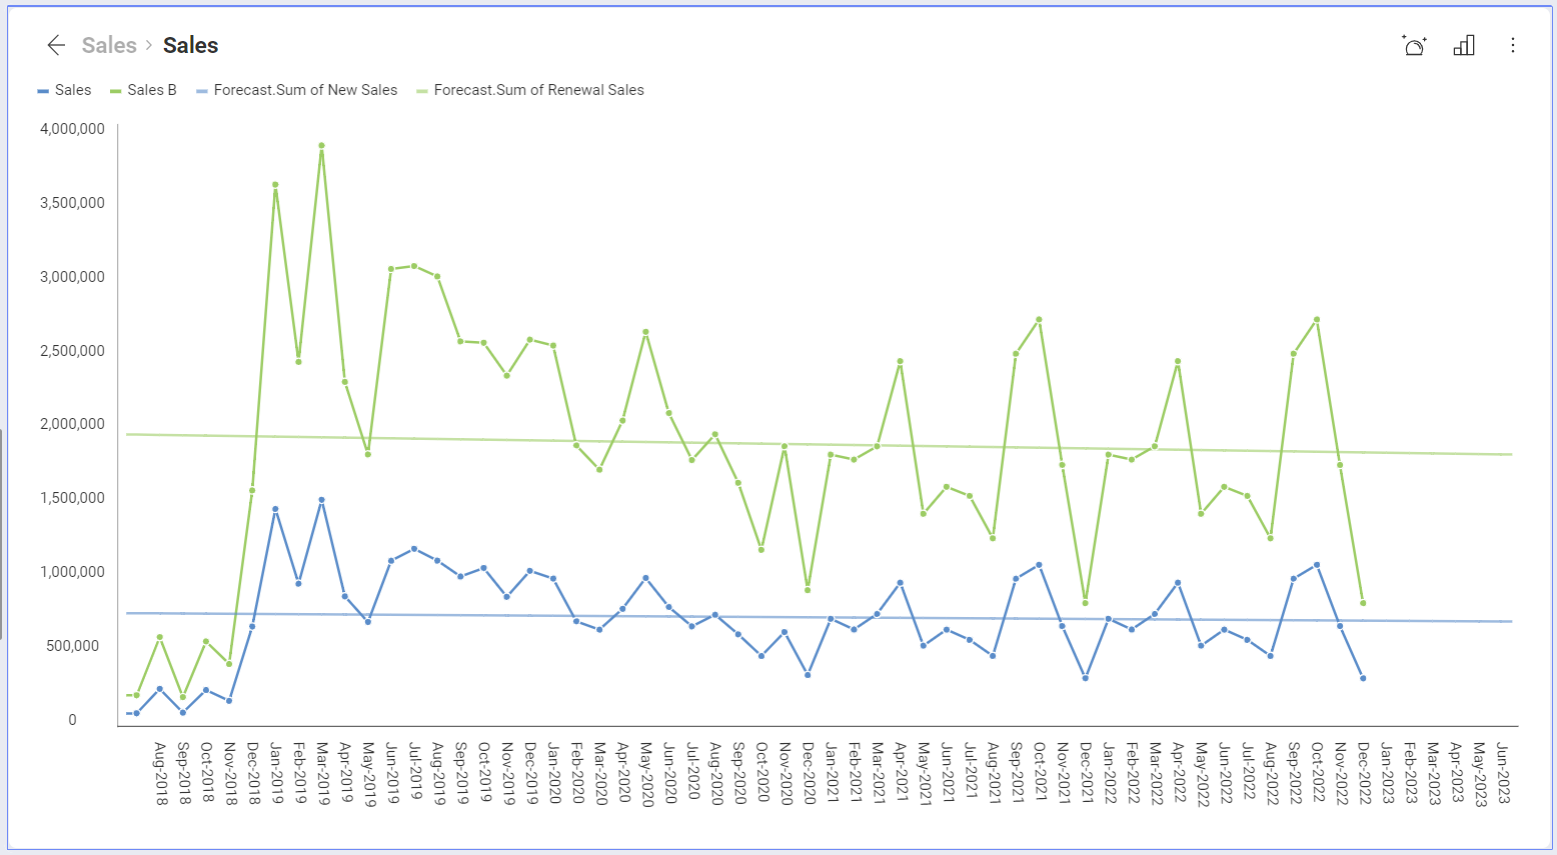 Sales > Sales
Sales Sales B Forecast.Sum of New Sales Forecast.Sum of Renewal Sales
4,000,000
3,500,000
3,000,000
2,500,000
2,000,000
1,500,000
1,000,000
500,000
0
Aug-2018
Sep-2018
Oct-2018
Nov-2018
Dec-2018
Jan-2019
Feb-2019
Mar-2019
Apr-2019
May-2019
Jun-2019
Jul-2019
Aug-2019
Sep-2019
Oct-2019
Nov-2019
Dec-2019
Jan-2020
Feb-2020
Mar-2020
Apr-2020
May-2020
Jun-2020
Jul-2020
Aug-2020
Sep-2020
Oct-2020
Nov-2020
Dec-2020
Jan-2021
Feb-2021
Mar-2021
Apr-2021
May-2021
Jun-2021
Jul-2021
Aug-2021
Sep-2021
Oct-2021
Nov-2021
Dec-2021
Jan-2022
Feb-2022
Mar-2022
Apr-2022
May-2022
Jun-2022
Jul-2022
Aug-2022
Sep-2022
Oct-2022
Nov-2022
Dec-2022
Jan-2023
Feb-2023
Mar-2023
Apr-2023
May-2023
Jun-2023